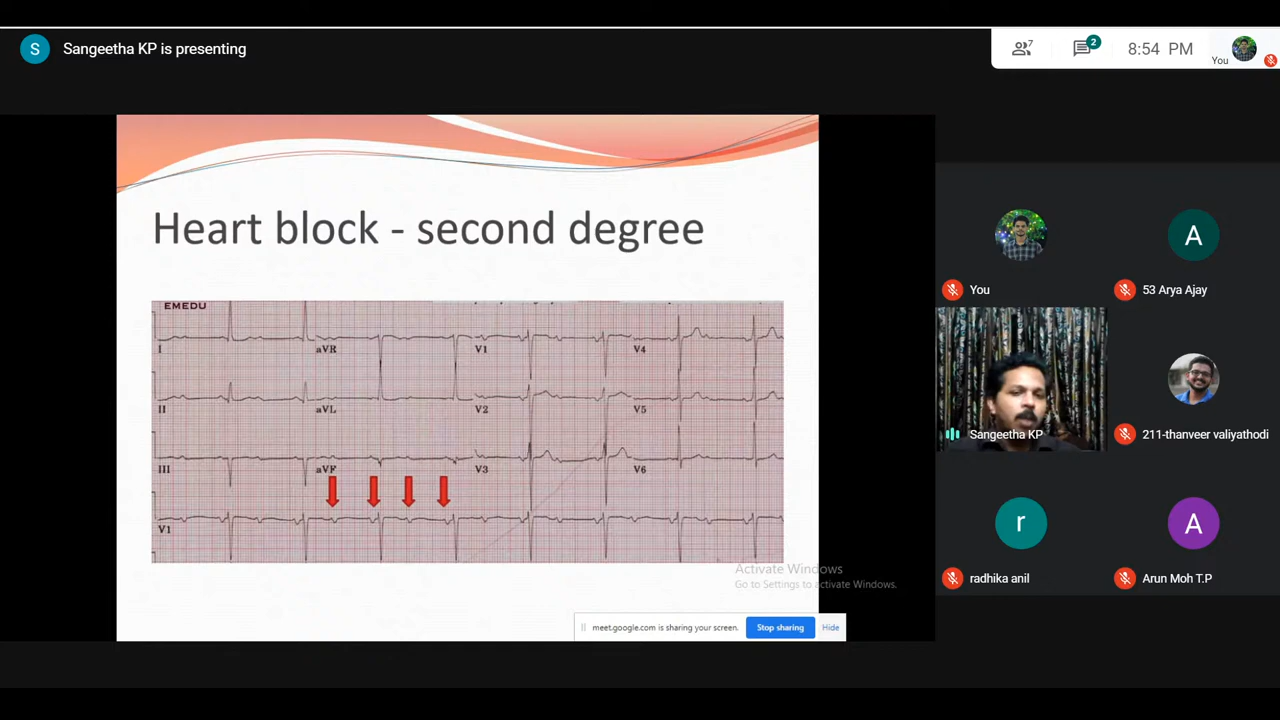 S
Sangeetha KP is presenting
7
2
8:54 PM
You
Heart block - second degree
EMEDU
I
aVR
V1
V4
II
aVL
V2
V5
III
aVF
V3
V6
V1
Activate Windows
Go to Settings to activate Windows.
meet.google.com is sharing your screen.
Stop sharing
Hide
A
You
53 Arya Ajay
Sangeetha KP
211-thanveer valiyathodi
r
A
radhika anil
Arun Moh T.P